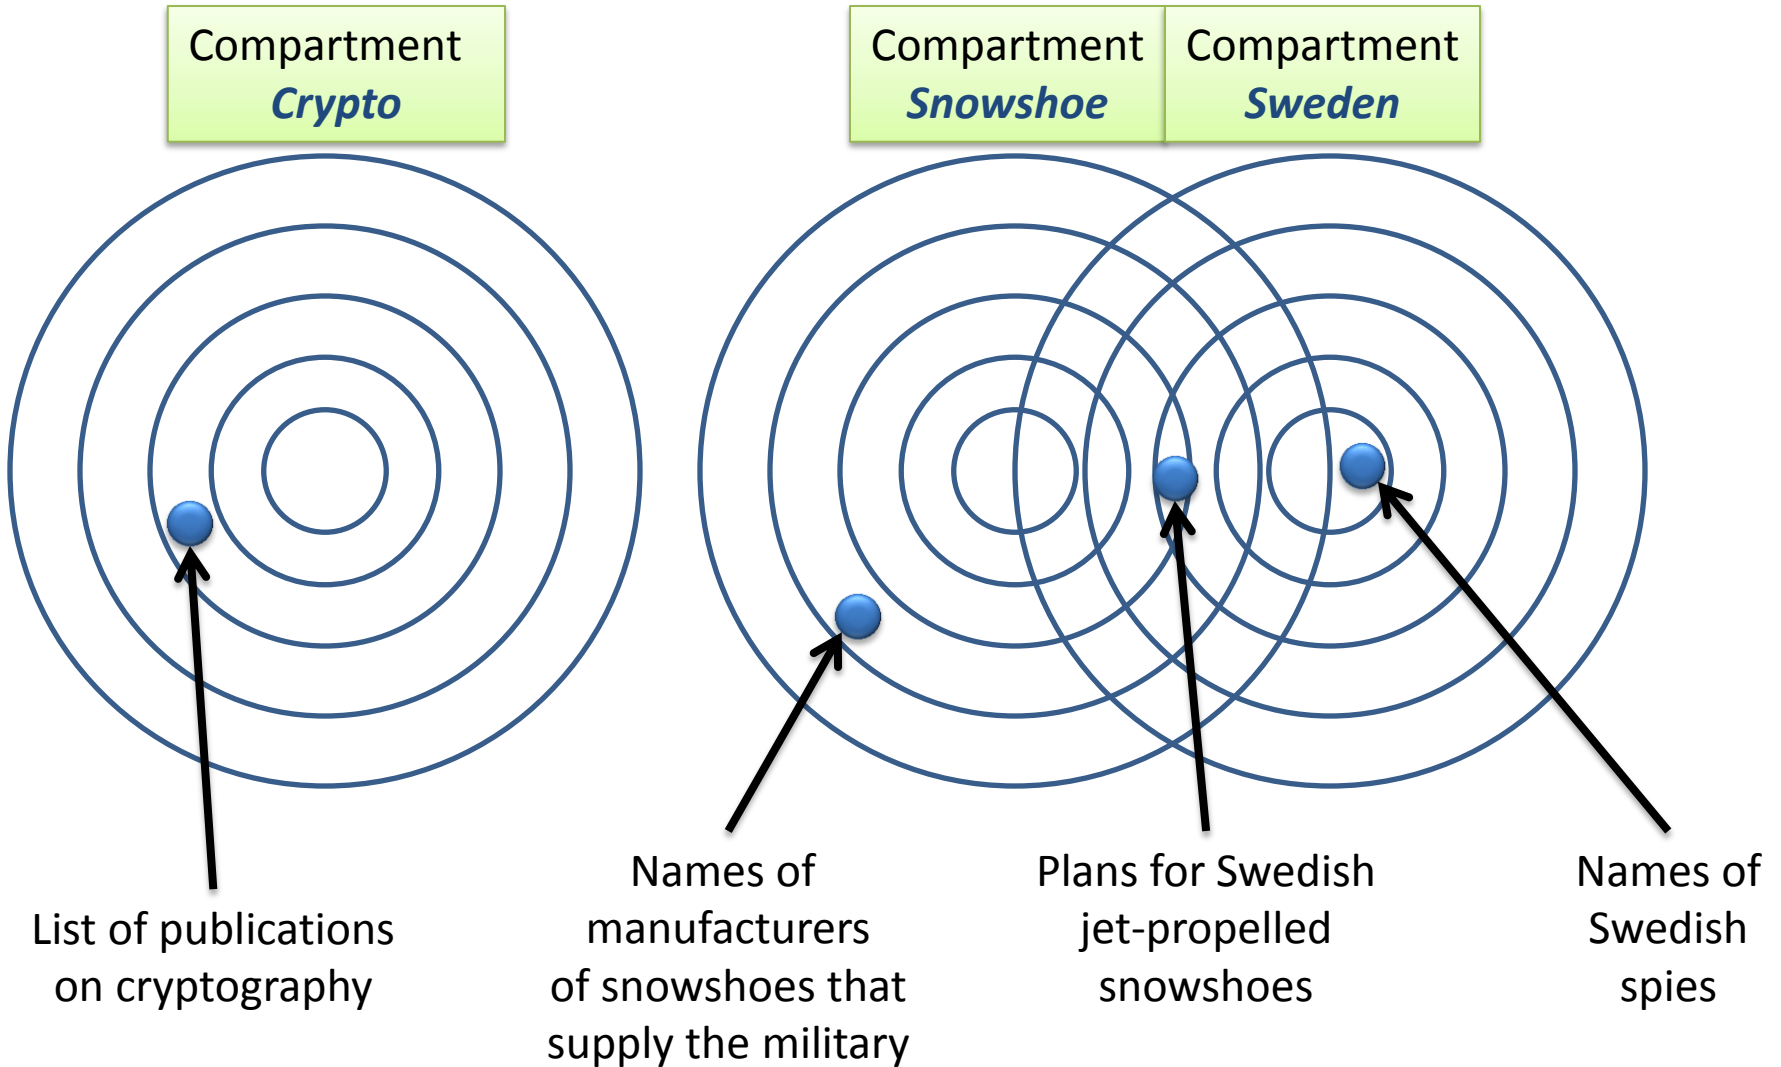 Compartment
Crypto
Compartment
Snowshoe
Compartment
Sweden
List of publications
on cryptography
Names of
manufacturers
of snowshoes that
supply the military
Plans for Swedish
jet-propelled
snowshoes
Names of
Swedish
spies